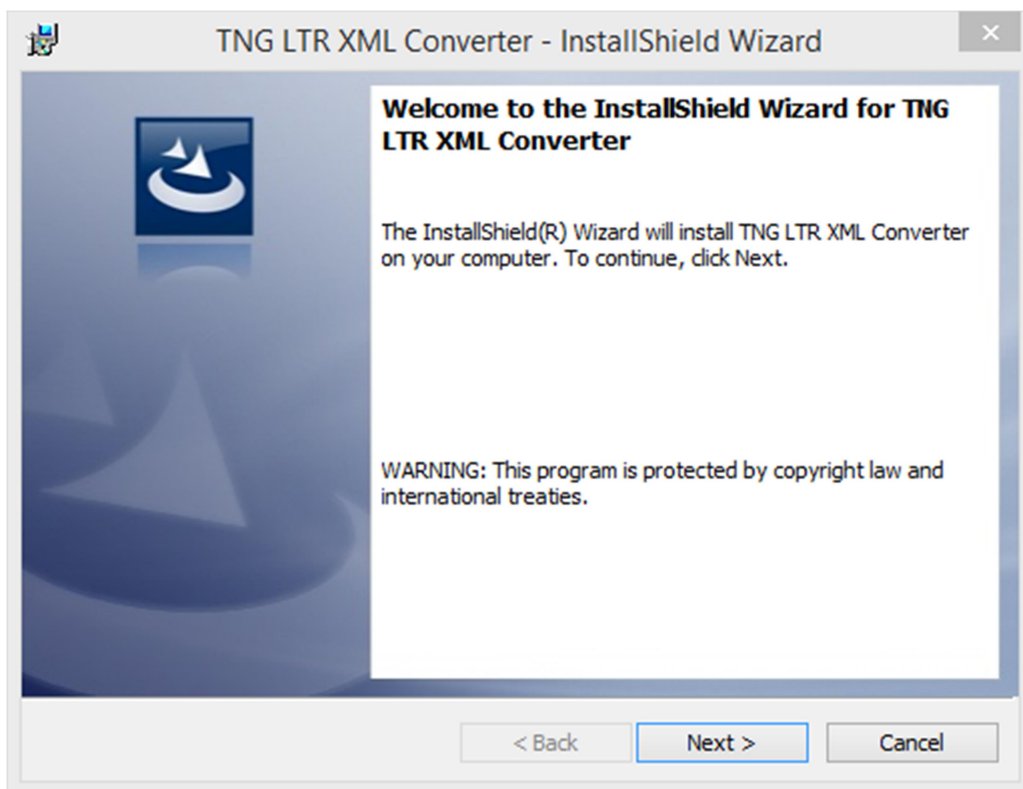 TNG LTR XML Converter - InstallShield Wizard
Welcome to the InstallShield Wizard for TNG
LTR XML Converter
The InstallShield(R) Wizard will install TNG LTR XML Converter
on your computer. To continue, click Next.
WARNING: This program is protected by copyright law and
international treaties.
< Back
Next >
Cancel